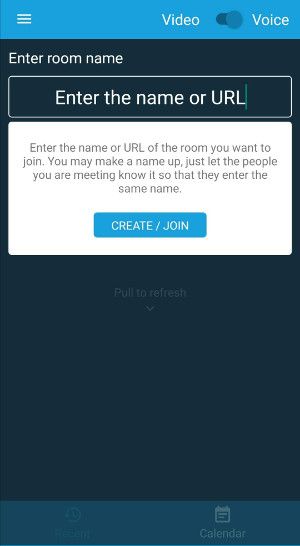 Video Voice
Enter room name
Enter the name or URL
Enter the name or URL of the room you want to
join. You may make a name up, just let the people
you are meeting know it so that they enter the
same name.
CREATE / JOIN
Pull to refresh
Recent Calendar